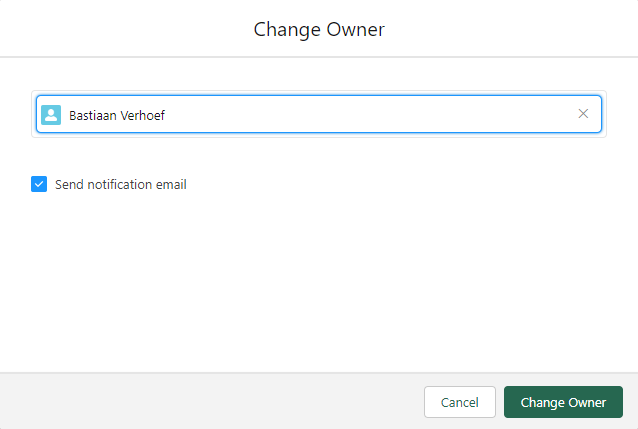 Change Owner
Bastiaan Verhoef
Send notification email
Cancel
Change Owner